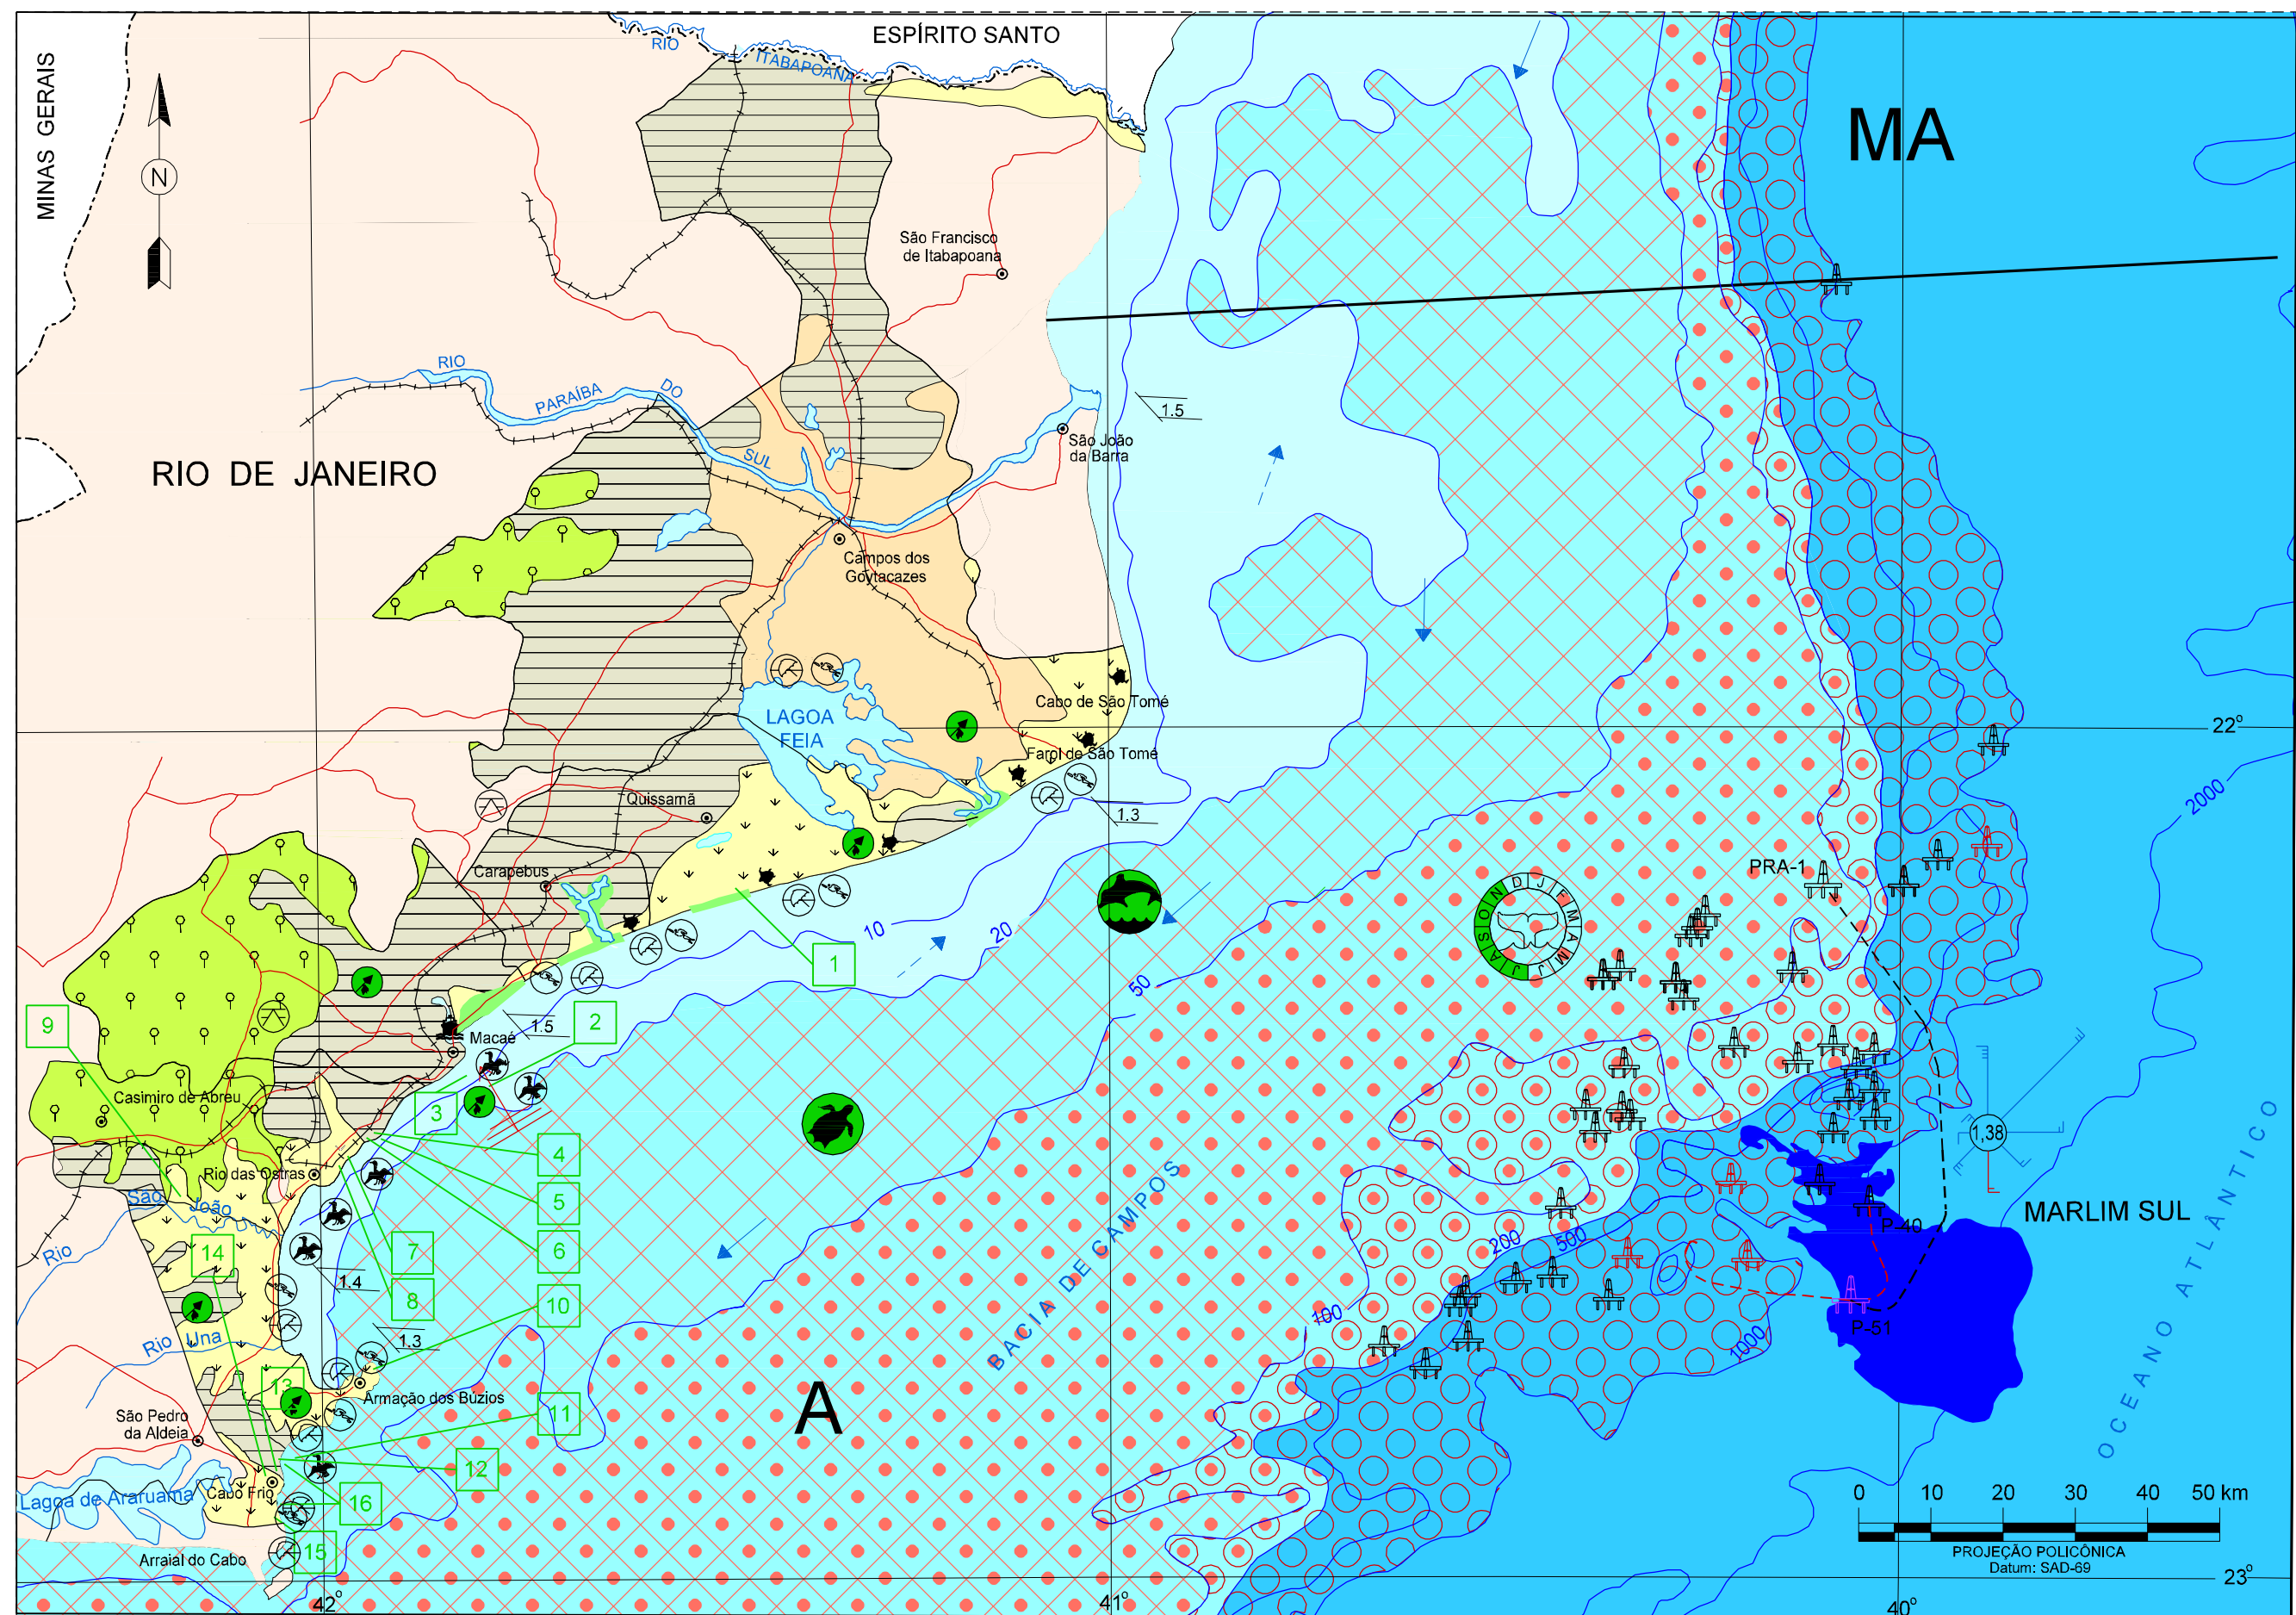 MINAS GERAIS
ESPÍRITO SANTO
RIO
ITABAPOANA
MA
N
São Francisco
de Itabapoana
RIO
PARAÍBA
DO
SUL
1.5
São João
da Barra
RIO DE JANEIRO
Campos dos
Goytacazes
Cabo de São Tomé
LAGOA
FEIA
22°
Farol de São Tomé
2000
Quissamã
1.3
PRA-1
Carapebus
J F M A M J J A S O N D
10
20
1
50
9
2
1.5
Macaé
Casimiro de Abreu
3
1,38
4
Rio das Ostras
5
São
João
MARLIM SUL
P-40
Rio
14
7
6
200
500
1.4
8
10
100
BACIA DE CAMPOS
OCEANO ATLÂNTICO
P-51
Rio Una
1.3
1000
13
Armação dos Búzios
A
São Pedro
da Aldeia
11
12
Cabo Frio
Lagoa de Araruama
16
0 10 20 30 40 50 km
15
Arraial do Cabo
PROJEÇÃO POLICÔNICA
Datum: SAD-69
23°
42°
41°
40°